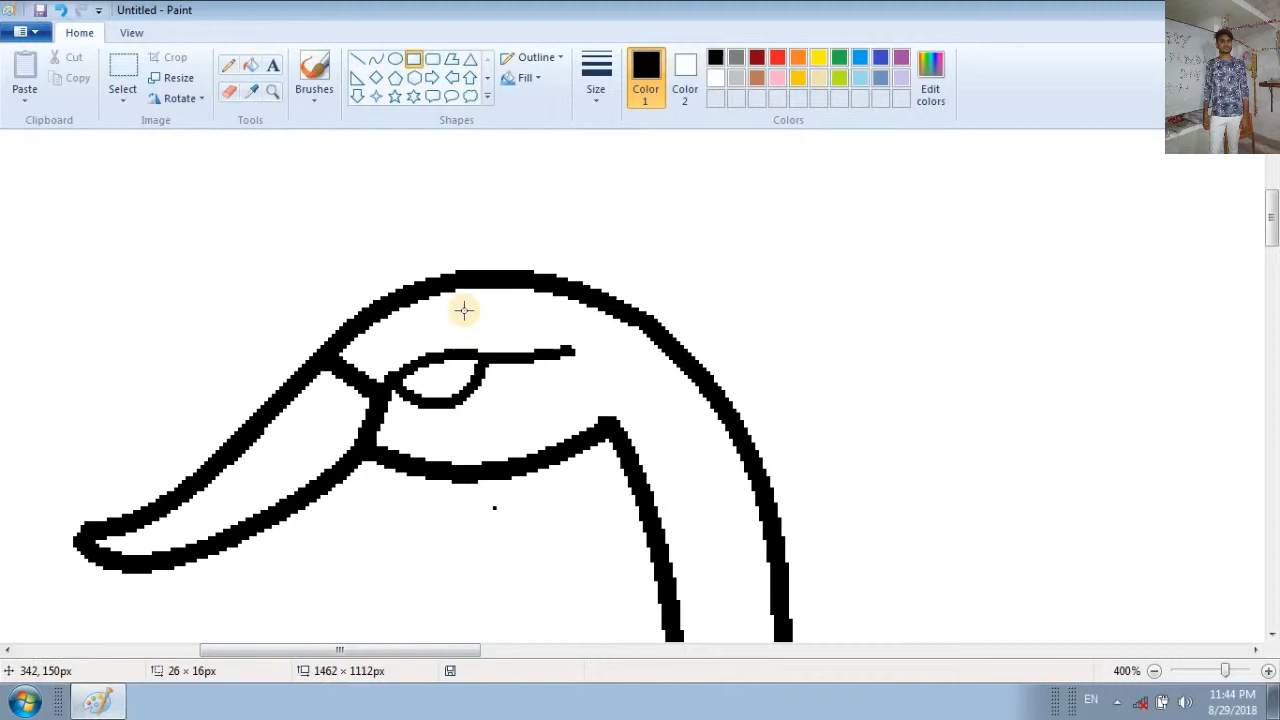 Untitled - Paint
Home View
Paste Cut Copy
Clipboard
Select Crop Resize Rotate
Image
Tools
Brushes
Outline
Fill
Shapes
Size
Color 1
Color 2
Edit colors
Colors
342, 150px 26 × 16px 1462 × 1112px 400%
EN 11:44 PM
8/29/2018